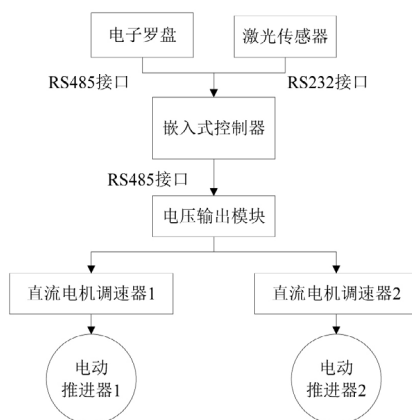 电子罗盘
激光传感器
RS485接口
RS232接口
嵌入式控制器
RS485接口
电压输出模块
直流电机调速器1
直流电机调速器2
电动
推进器1
电动
推进器2